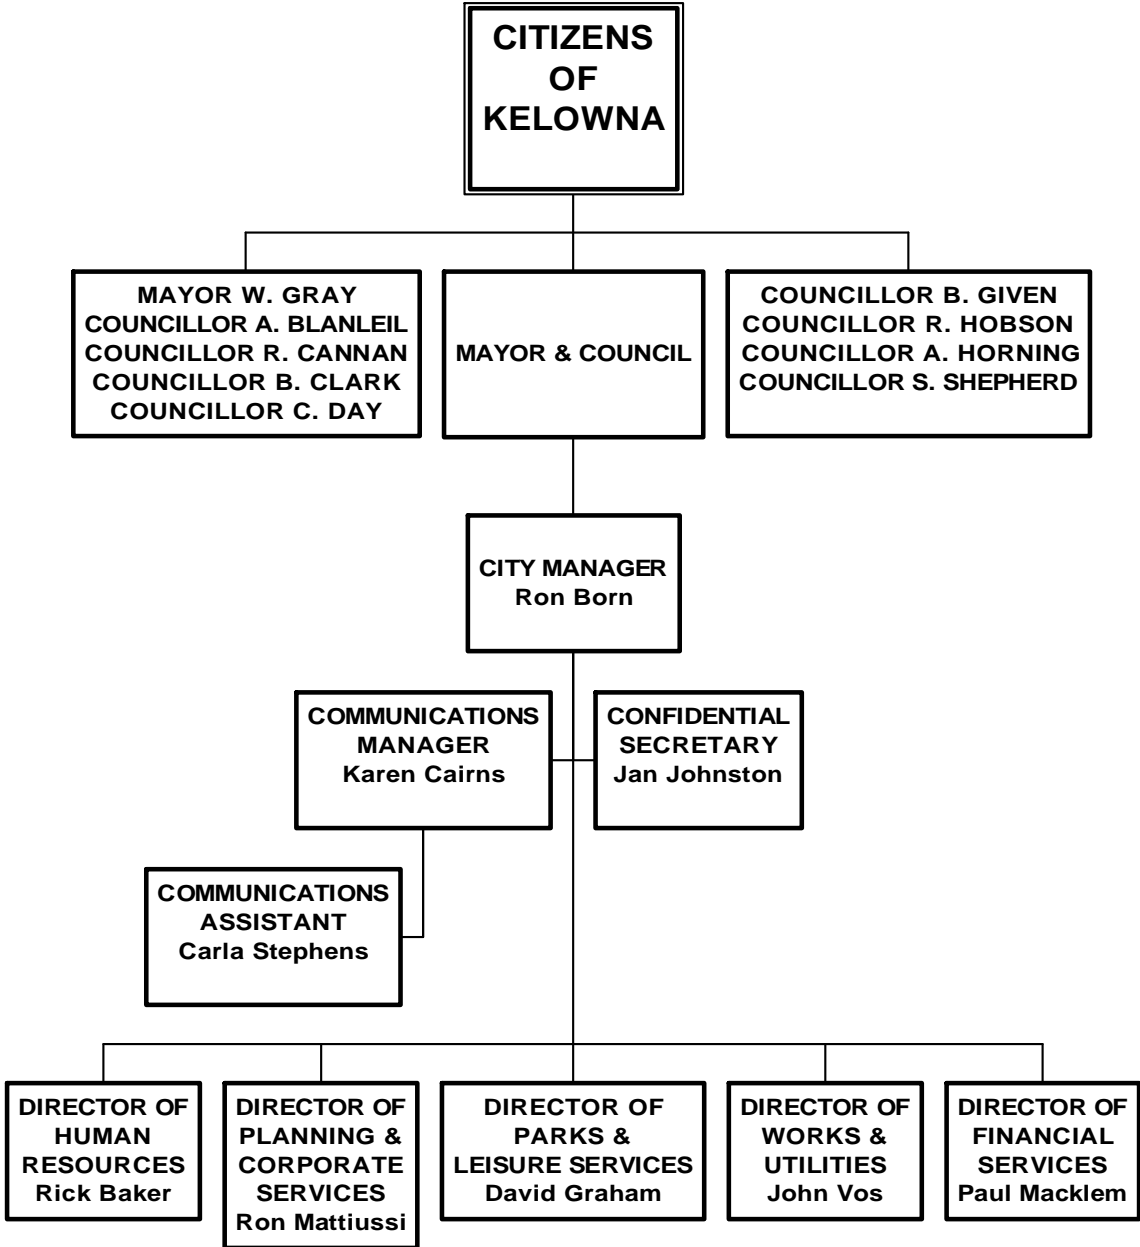 CITIZENS
OF
KELOWNA
MAYOR W. GRAY
COUNCILLOR A. BLANLEIL
COUNCILLOR R. CANNAN
COUNCILLOR B. CLARK
COUNCILLOR C. DAY
MAYOR & COUNCIL
COUNCILLOR B. GIVEN
COUNCILLOR R. HOBSON
COUNCILLOR A. HORNING
COUNCILLOR S. SHEPHERD
CITY MANAGER
Ron Born
COMMUNICATIONS
MANAGER
Karen Cairns
CONFIDENTIAL
SECRETARY
Jan Johnston
COMMUNICATIONS
ASSISTANT
Carla Stephens
DIRECTOR OF
HUMAN
RESOURCES
Rick Baker
DIRECTOR OF
PLANNING &
CORPORATE
SERVICES
Ron Mattiussi
DIRECTOR OF
PARKS &
LEISURE SERVICES
David Graham
DIRECTOR OF
WORKS &
UTILITIES
John Vos
DIRECTOR OF
FINANCIAL
SERVICES
Paul Macklem